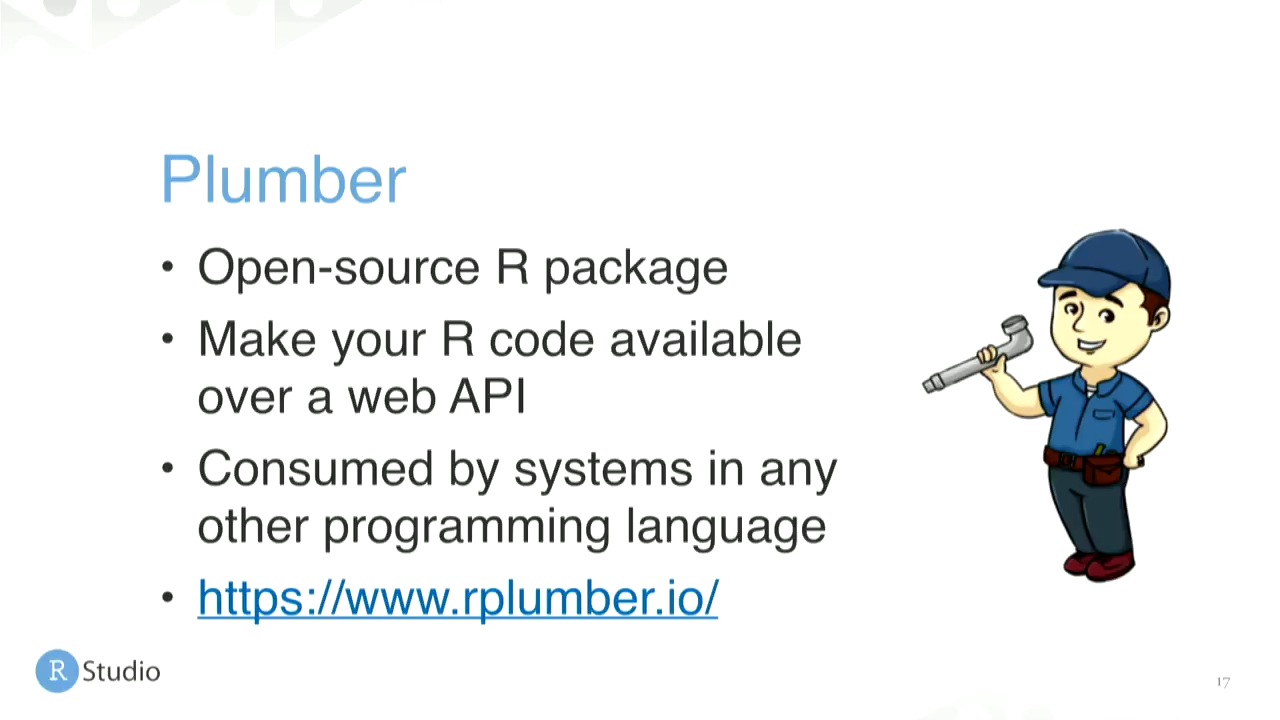 Plumber
• Open-source R package
• Make your R code available
over a web API
• Consumed by systems in any
other programming language
• https://www.rplumber.io/
R Studio
17